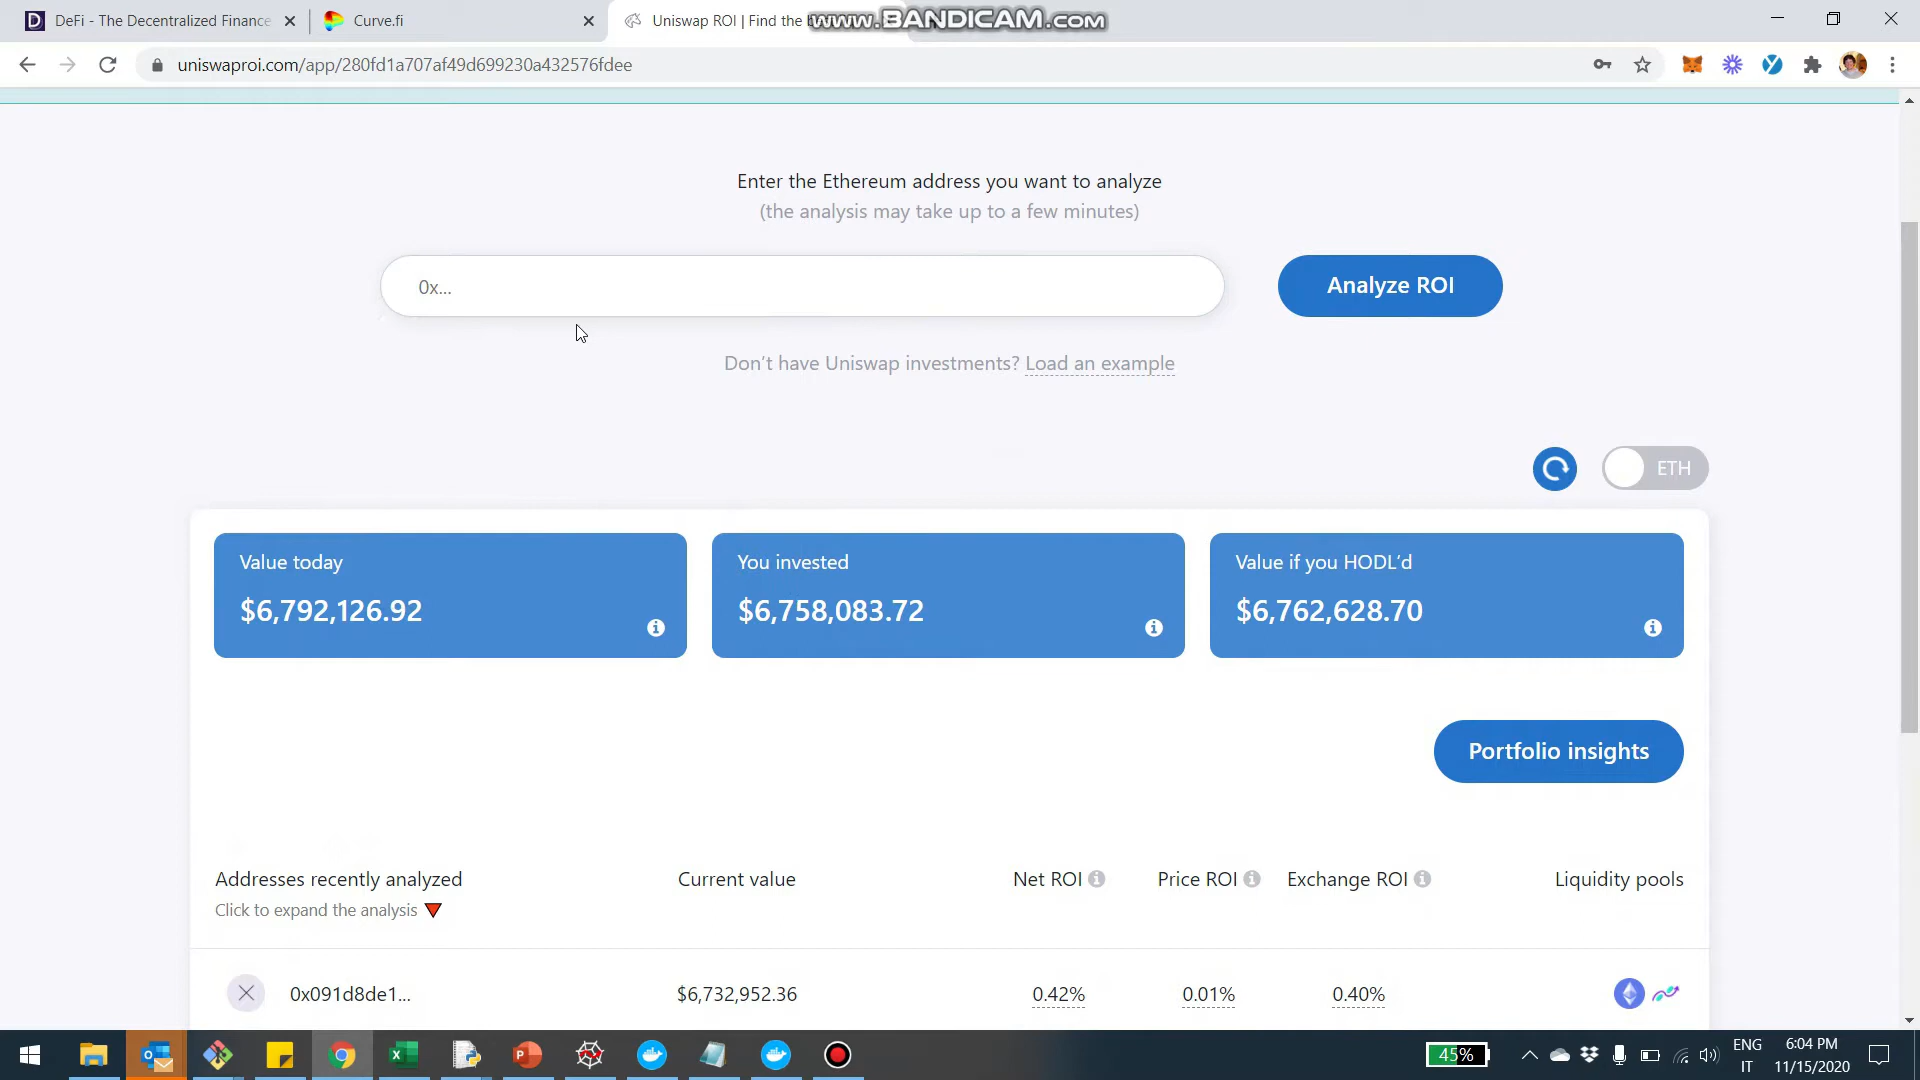 DeFi - The Decentralized Finance
Curve.fi
Uniswap ROI | Find the b
www.BANDICAM.com
uniswaproi.com/app/280fd1a707af49d699230a432576fdee
Enter the Ethereum address you want to analyze
(the analysis may take up to a few minutes)
0x...
Analyze ROI
Don't have Uniswap investments? Load an example
ETH
Value today
$6,792,126.92
You invested
$6,758,083.72
Value if you HODL'd
$6,762,628.70
Portfolio insights
Addresses recently analyzed
Click to expand the analysis
Current value
Net ROI
Price ROI
Exchange ROI
Liquidity pools
0x091d8de1...
$6,732,952.36
0.42%
0.01%
0.40%
45%
ENG
IT
6:04 PM
11/15/2020